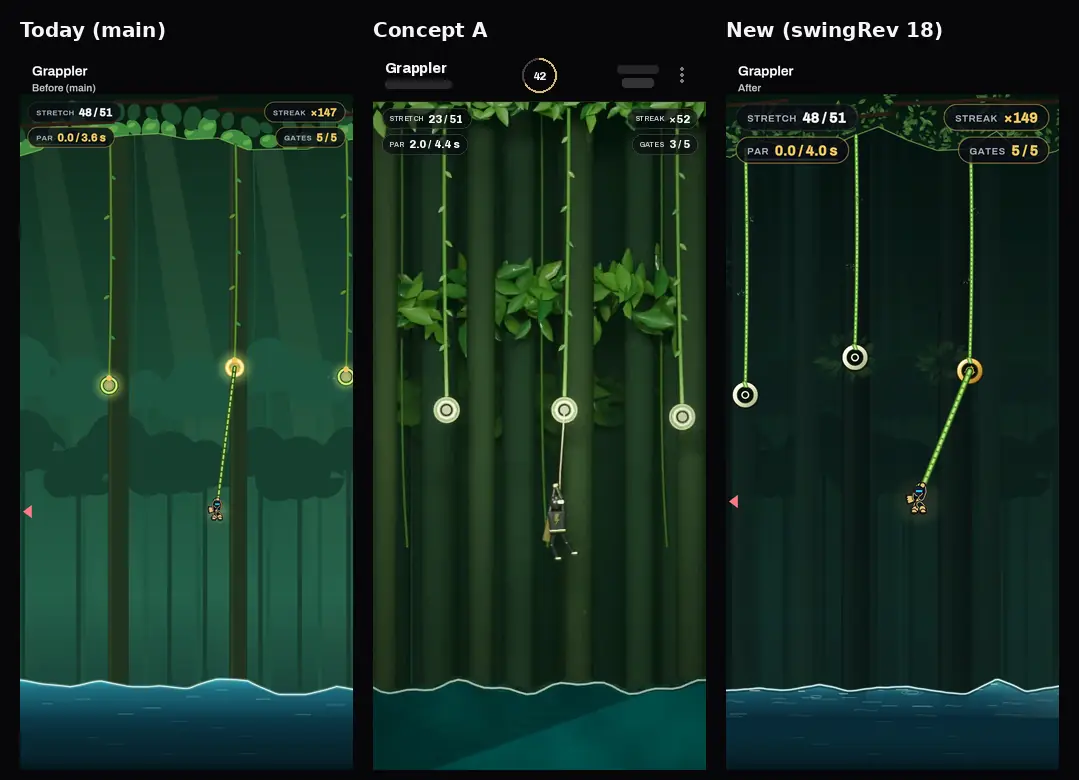 Today (main)
Grappler
Before (main)
STRETCH 48/51
STREAK ×147
PAR 0.0/3.6 s
GATES 5/5
Concept A
Grappler
42
STRETCH 23/51
STREAK ×52
PAR 2.0/4.4 s
GATES 3/5
New (swingRev 18)
Grappler
After
STRETCH 48/51
STREAK ×149
PAR 0.0/4.0 s
GATES 5/5